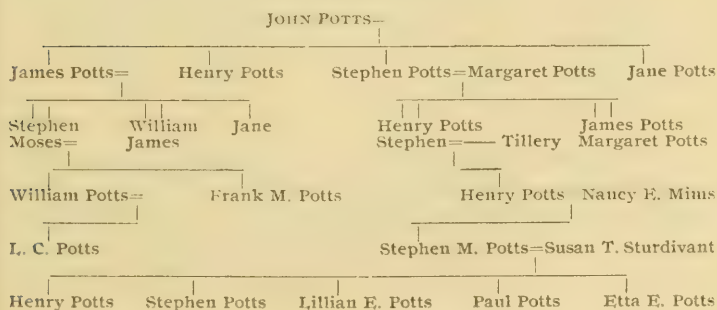 JOHN POTTS=
James Potts= Henry Potts Stephen Potts=Margaret Potts Jane Potts
Stephen William Jane Henry Potts James Potts
Moses= James Stephen=— Tillery Margaret Potts
William Potts= Frank M. Potts Henry Potts Nancy E. Mims
L. C. Potts Stephen M. Potts=Susan T. Sturdivant
Henry Potts Stephen Potts Lillian E. Potts Paul Potts Etta E. Potts